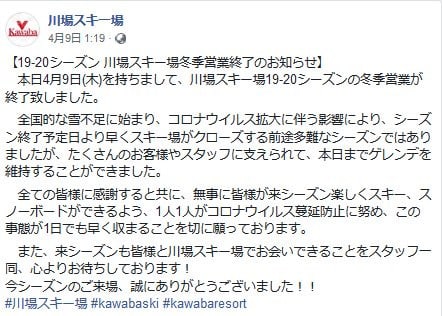 Kawaba
川場スキー場
4月9日 1:19
【19-20シーズン 川場スキー場冬季営業終了のお知らせ】
本日4月9日(木)を持ちまして、川場スキー場19-20シーズンの冬季営業が
終了致しました。
全国的な雪不足に始まり、コロナウイルス拡大に伴う影響により、シーズ
ン終了予定日より早くスキー場がクローズする前途多難なシーズンではあり
ましたが、たくさんのお客様やスタッフに支えられて、本日までゲレンデを
維持することができました。
全ての皆様に感謝すると共に、無事に皆様が来シーズン楽しくスキー、ス
ノーボードができるよう、1人1人がコロナウイルス蔓延防止に努め、この
事態が1日でも早く収まることを切に願っております。
また、来シーズンも皆様と川場スキー場でお会いできることをスタッフ一
同、心よりお待ちしております!
今シーズンのご来場、誠にありがとうございました!!
#川場スキー場 #kawabaski #kawabaresort